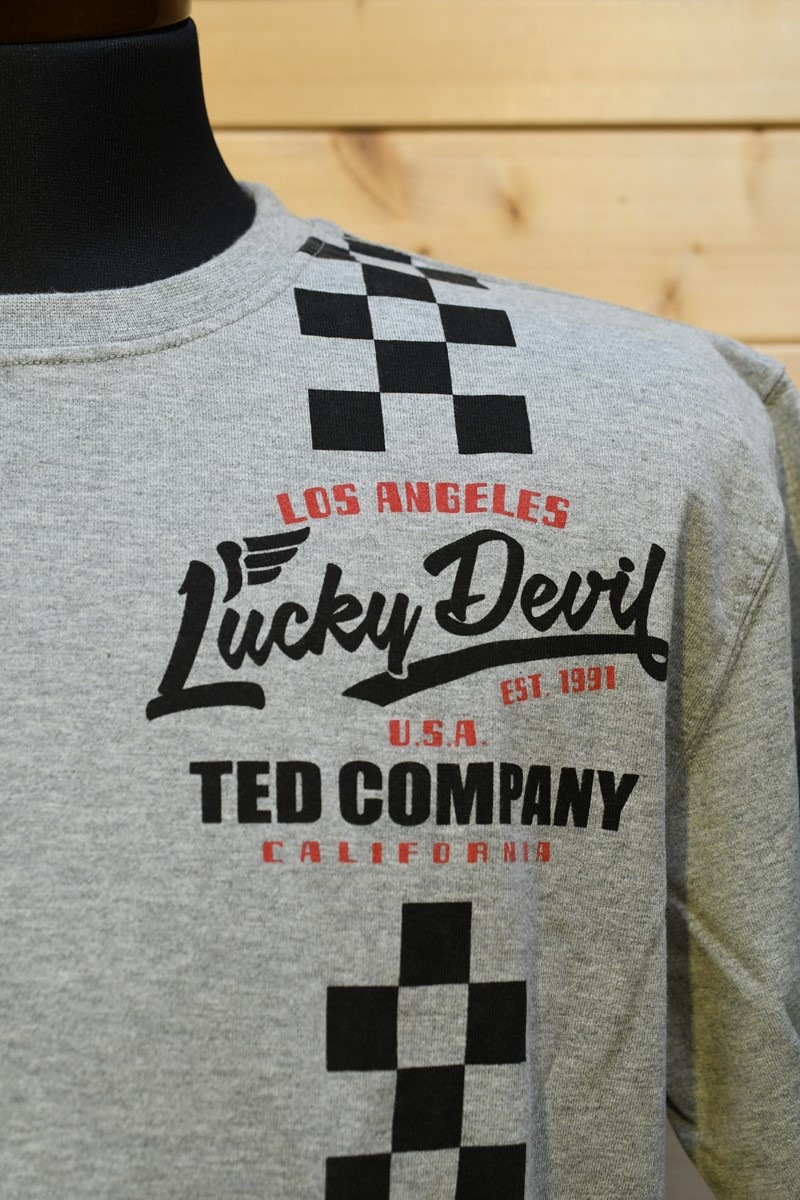 LOS ANGELES
Lucky Devil
EST. 1991
U.S.A.
TED COMPANY
CALIFORNIA